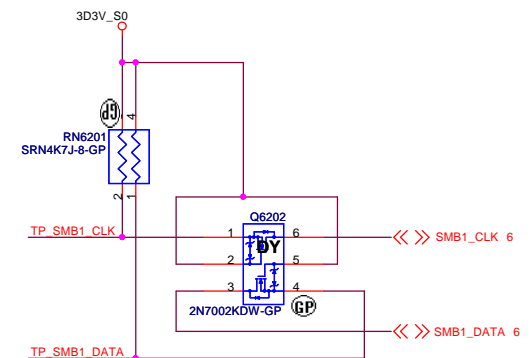 3D3V_S0
GP
3 4
RN6201
SRN4K7J-8-GP
2 1
Q6202
TP_SMB1_CLK 1 6 SMB1_CLK 6
DY
2 5
3 4
2N7002KDW-GP GP
SMB1_DATA 6
TP_SMB1_DATA